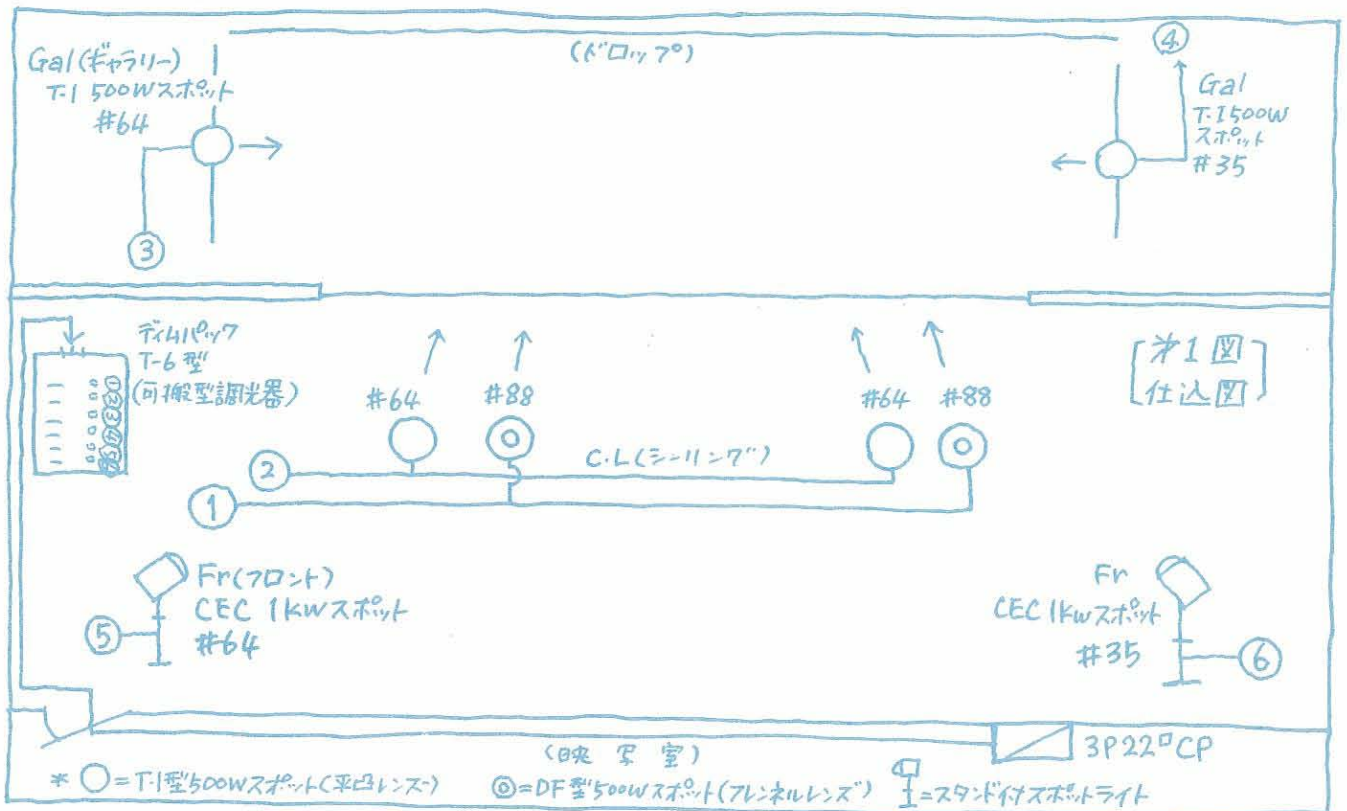 (ドロップ)
Gal(ギャラリー)
T-1 500Wスポット
#64
③
④
Gal
T-1 500W
スポット
#35
ディムパック
T-6型
(可搬型調光器)
①
②
③
④
⑤
⑥
#64
#88
#64
#88
[オ1図
仕込図]
C・L(シーリング)
②
①
Fr(フロント)
CEC 1KWスポット
#64
⑤
Fr
CEC 1KWスポット
#35
⑥
(映写室)
3P22□CP
* ○=T-1型500Wスポット(平凸レンズ)
◎=DF型500Wスポット(フレネルレンズ)
=スタンド付スポットライト